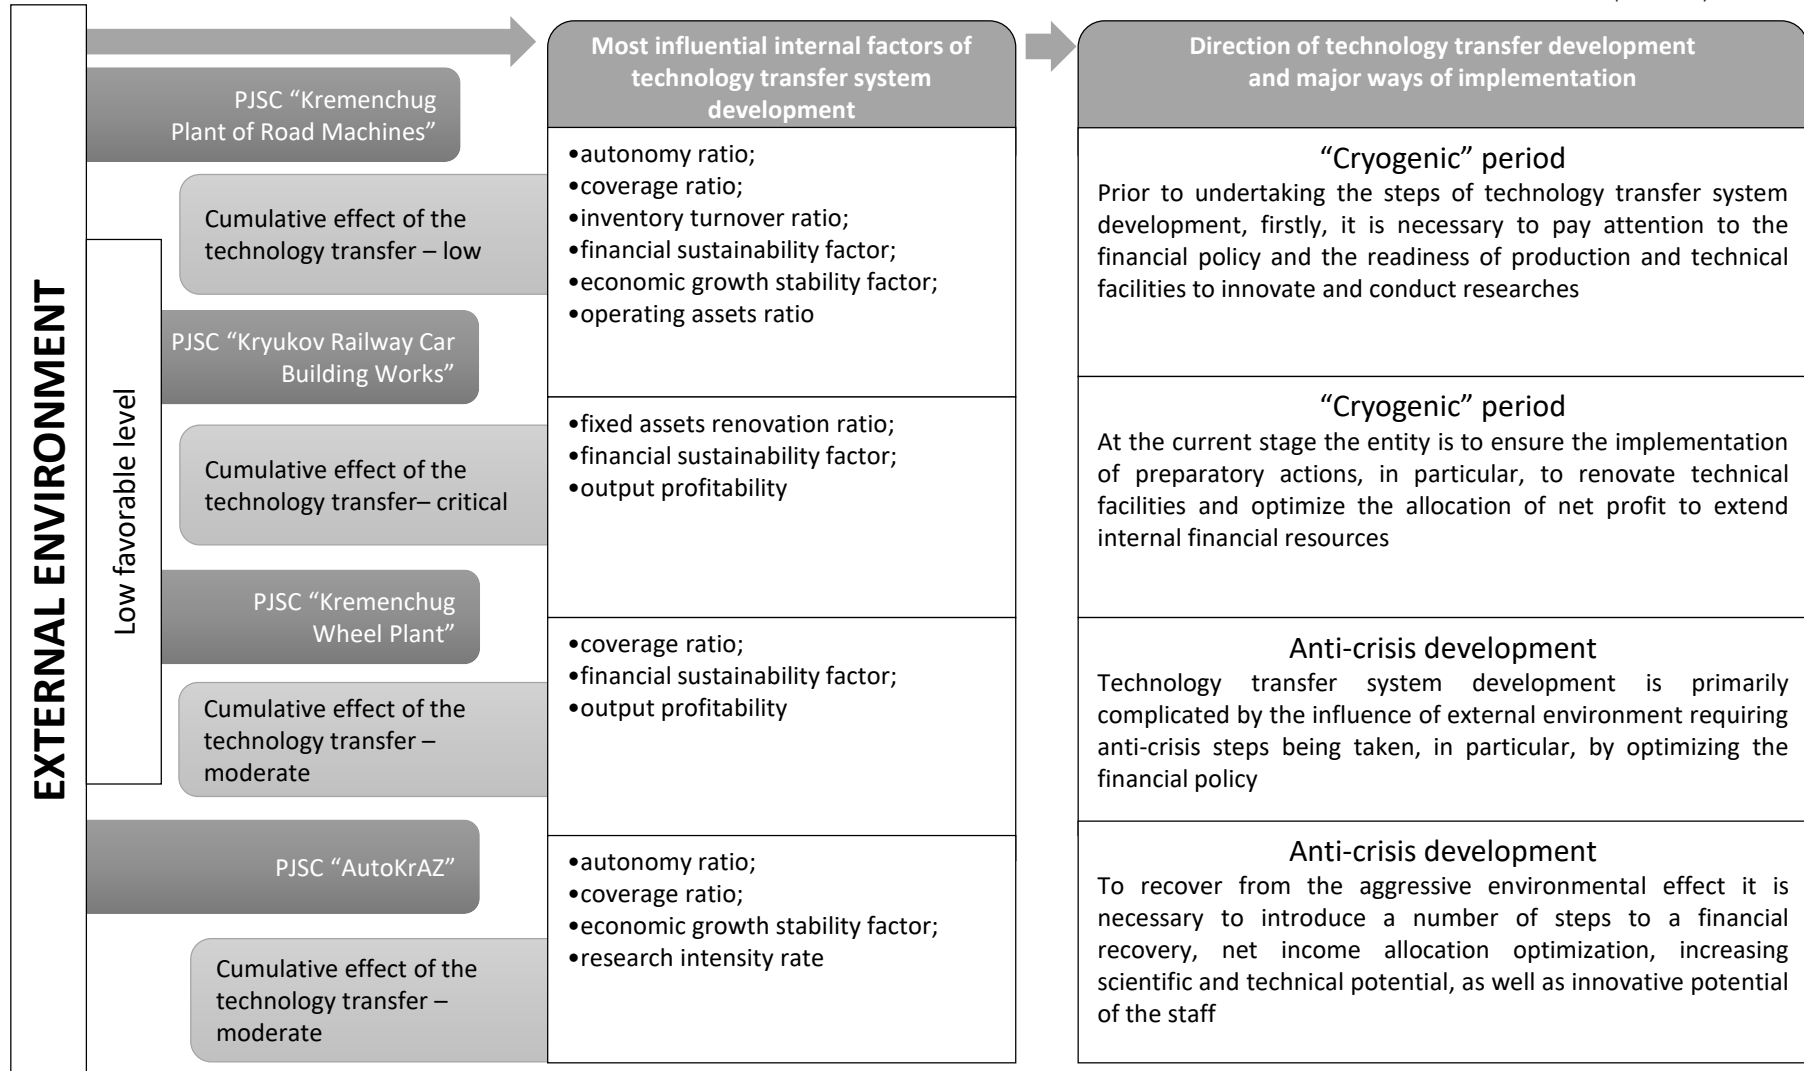 EXTERNAL ENVIRONMENT
Low favorable level
PJSC “Kremenchug
Plant of Road Machines”
Cumulative effect of the
technology transfer – low
PJSC “Kryukov Railway Car
Building Works”
Cumulative effect of the
technology transfer– critical
PJSC “Kremenchug
Wheel Plant”
Cumulative effect of the
technology transfer –
moderate
PJSC “AutoKrAZ”
Cumulative effect of the
technology transfer –
moderate
Most influential internal factors of
technology transfer system
development
•autonomy ratio;
•coverage ratio;
•inventory turnover ratio;
•financial sustainability factor;
•economic growth stability factor;
•operating assets ratio
•fixed assets renovation ratio;
•financial sustainability factor;
•output profitability
•coverage ratio;
•financial sustainability factor;
•output profitability
•autonomy ratio;
•coverage ratio;
•economic growth stability factor;
•research intensity rate
Direction of technology transfer development
and major ways of implementation
“Cryogenic” period
Prior to undertaking the steps of technology transfer system
development, firstly, it is necessary to pay attention to the
financial policy and the readiness of production and technical
facilities to innovate and conduct researches
“Cryogenic” period
At the current stage the entity is to ensure the implementation
of preparatory actions, in particular, to renovate technical
facilities and optimize the allocation of net profit to extend
internal financial resources
Anti-crisis development
Technology transfer system development is primarily
complicated by the influence of external environment requiring
anti-crisis steps being taken, in particular, by optimizing the
financial policy
Anti-crisis development
To recover from the aggressive environmental effect it is
necessary to introduce a number of steps to a financial
recovery, net income allocation optimization, increasing
scientific and technical potential, as well as innovative potential
of the staff